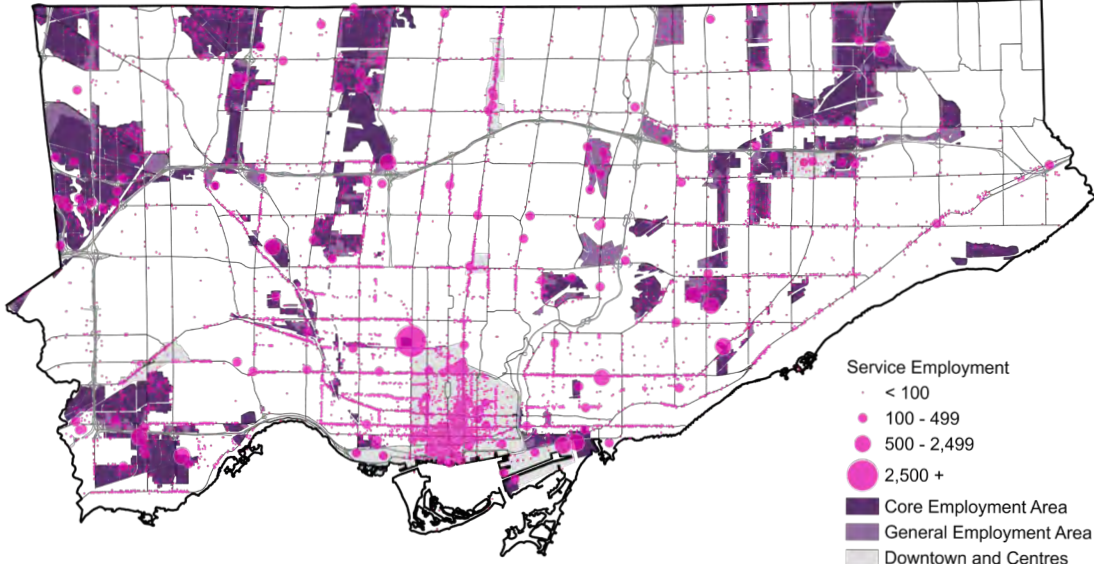 Service Employment
< 100
100 - 499
500 - 2,499
2,500 +
Core Employment Area
General Employment Area
Downtown and Centres